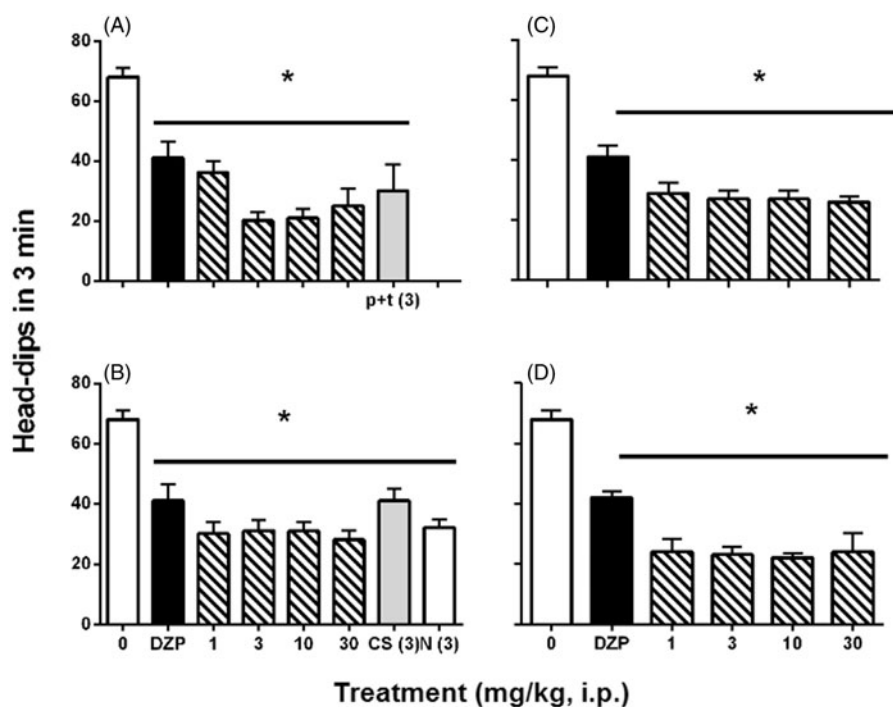 (A)
80
60
40
20
0
*
p+t (3)
(C)
*
Head-dips in 3 min
(B)
80
60
40
20
0
*
0 DZP 1 3 10 30 CS (3) N (3)
(D)
*
0 DZP 1 3 10 30
Treatment (mg/kg, i.p.)